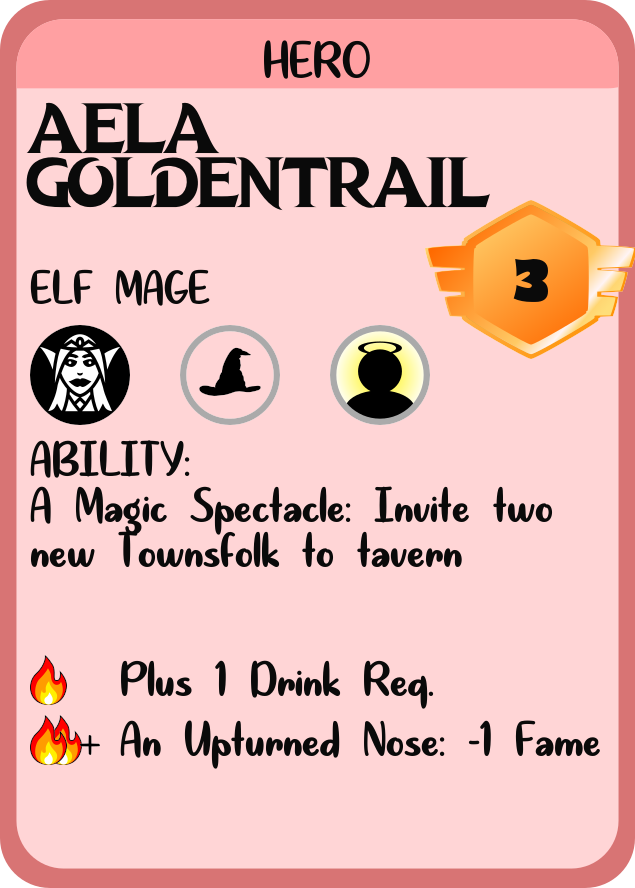 HERO
AELA
GOLDENTRAIL
3
ELF MAGE
ABILITY:
A Magic Spectacle: Invite two
new Townsfolk to tavern
Plus 1 Drink Req.
+ An Upturned Nose: -1 Fame